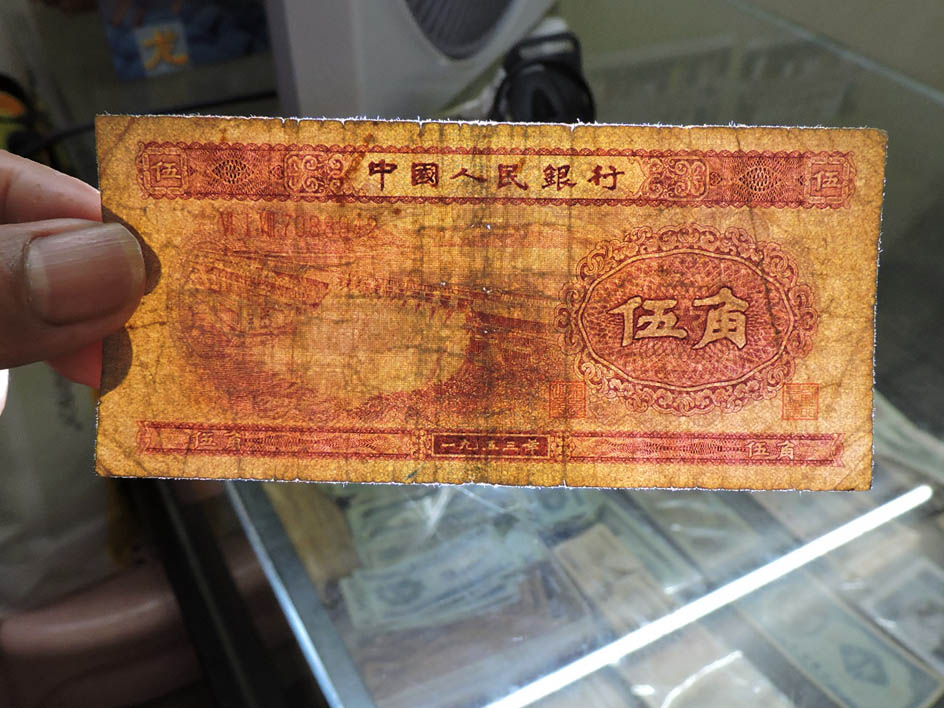 龙
伍 中國人民銀行 伍
伍角
伍角 一九五三年 伍角